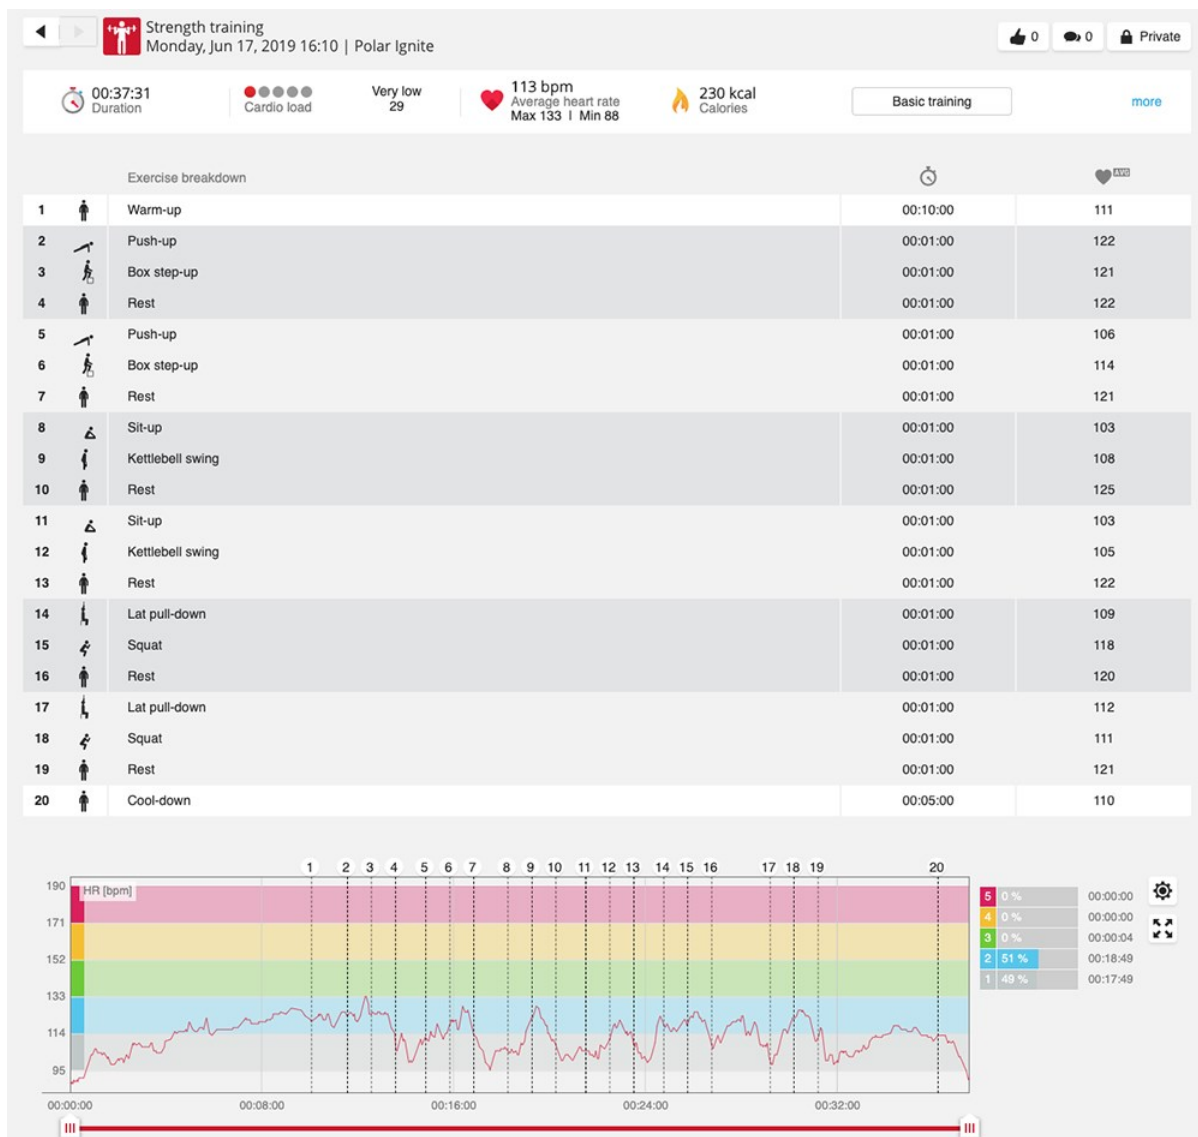 Strength training
Monday, Jun 17, 2019 16:10 | Polar Ignite
0
0
Private
00:37:31
Duration
Cardio load
Very low
29
113 bpm
Average heart rate
Max 133 | Min 88
230 kcal
Calories
Basic training
more
Exercise breakdown
AVG
1 Warm-up 00:10:00 111
2 Push-up 00:01:00 122
3 Box step-up 00:01:00 121
4 Rest 00:01:00 122
5 Push-up 00:01:00 106
6 Box step-up 00:01:00 114
7 Rest 00:01:00 121
8 Sit-up 00:01:00 103
9 Kettlebell swing 00:01:00 108
10 Rest 00:01:00 125
11 Sit-up 00:01:00 103
12 Kettlebell swing 00:01:00 105
13 Rest 00:01:00 122
14 Lat pull-down 00:01:00 109
15 Squat 00:01:00 118
16 Rest 00:01:00 120
17 Lat pull-down 00:01:00 112
18 Squat 00:01:00 111
19 Rest 00:01:00 121
20 Cool-down 00:05:00 110
1 2 3 4 5 6 7 8 9 10 11 12 13 14 15 16 17 18 19 20
HR [bpm]
190
171
152
133
114
95
5 0 % 00:00:00
4 0 % 00:00:00
3 0 % 00:00:04
2 51 % 00:18:49
1 49 % 00:17:49
00:00:00 00:08:00 00:16:00 00:24:00 00:32:00